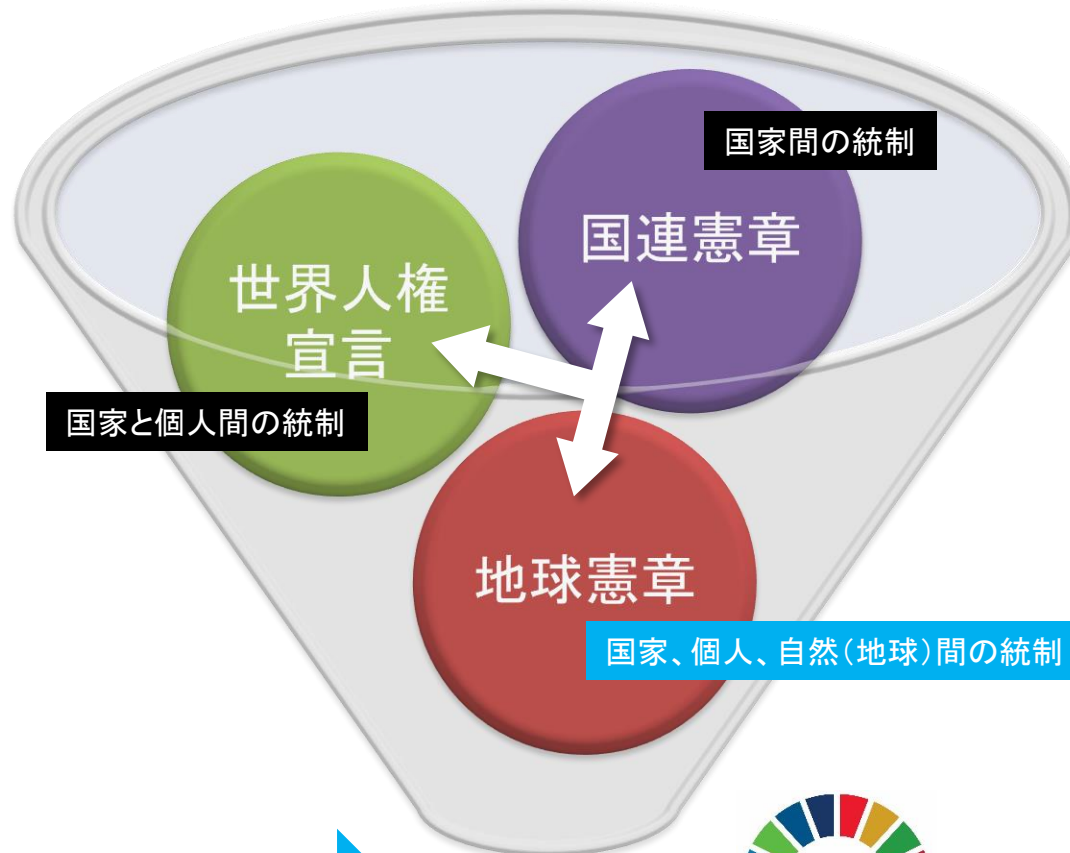 国家間の統制
国連憲章
世界人権
宣言
国家と個人間の統制
地球憲章
国家、個人、自然(地球)間の統制